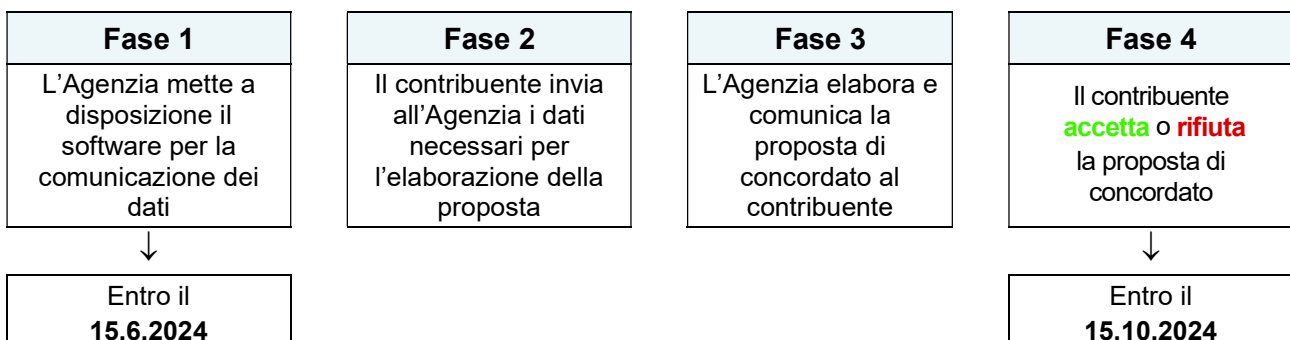 Fase 1
L’Agenzia mette a
disposizione il
software per la
comunicazione dei
dati
↓
Entro il
15.6.2024
Fase 2
Il contribuente invia
all’Agenzia i dati
necessari per
l’elaborazione della
proposta
Fase 3
L’Agenzia elabora e
comunica la
proposta di
concordato al
contribuente
Fase 4
Il contribuente
accetta o rifiuta
la proposta di
concordato
↓
Entro il
15.10.2024